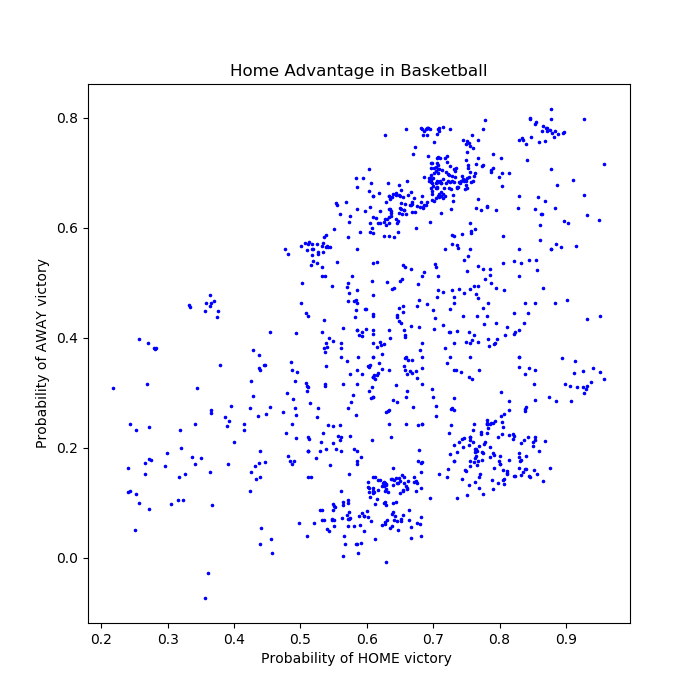 Home Advantage in Basketball
0.8
0.6
0.4
0.2
0.0
Probability of AWAY victory
0.2 0.3 0.4 0.5 0.6 0.7 0.8 0.9
Probability of HOME victory